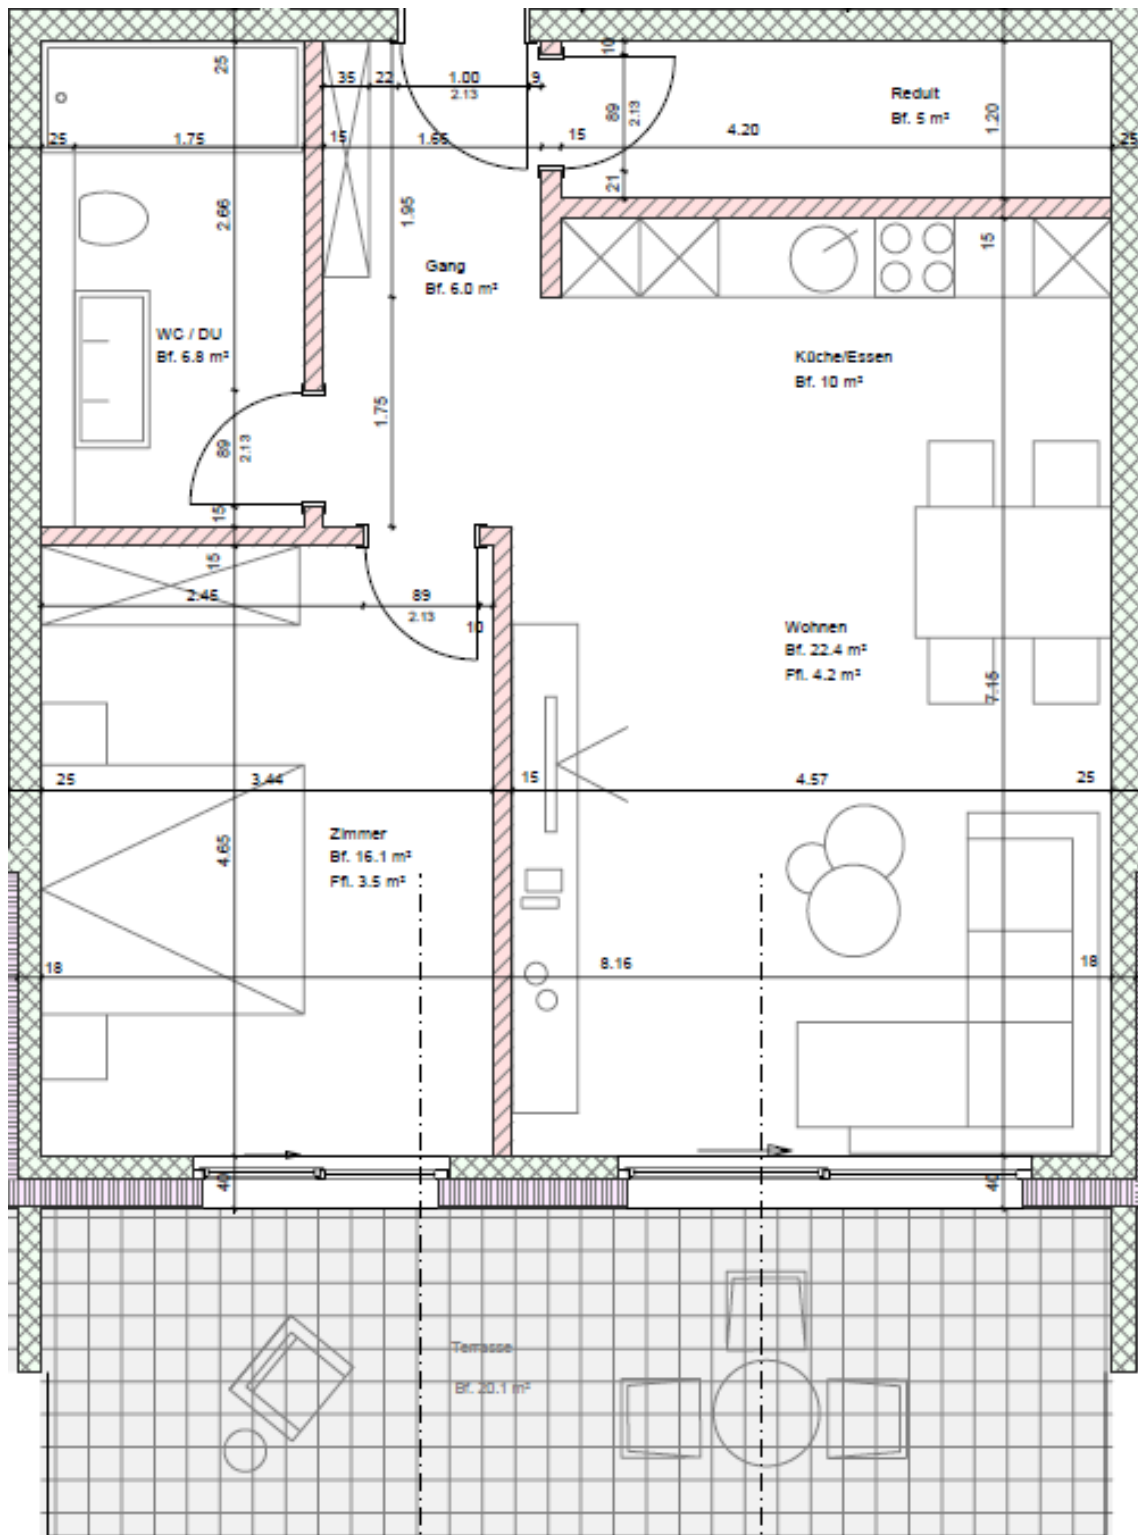 10
25
35
22
1.00
2.13
9
89
2.13
Reduit
Bf. 5 m²
1.20
25
1.75
15
1.65
15
4.20
25
21
2.66
1.95
15
Gang
Bf. 6.0 m²
WC / DU
Bf. 6.8 m²
Küche/Essen
Bf. 10 m²
1.75
89
2.13
15
15
2.45
89
2.13
10
Wohnen
Bf. 22.4 m²
Ffl. 4.2 m²
7.15
25
3.44
15
4.57
25
4.65
Zimmer
Bf. 16.1 m²
Ffl. 3.5 m²
18
8.16
18
40
40
Terrasse
Bf. 20.1 m²